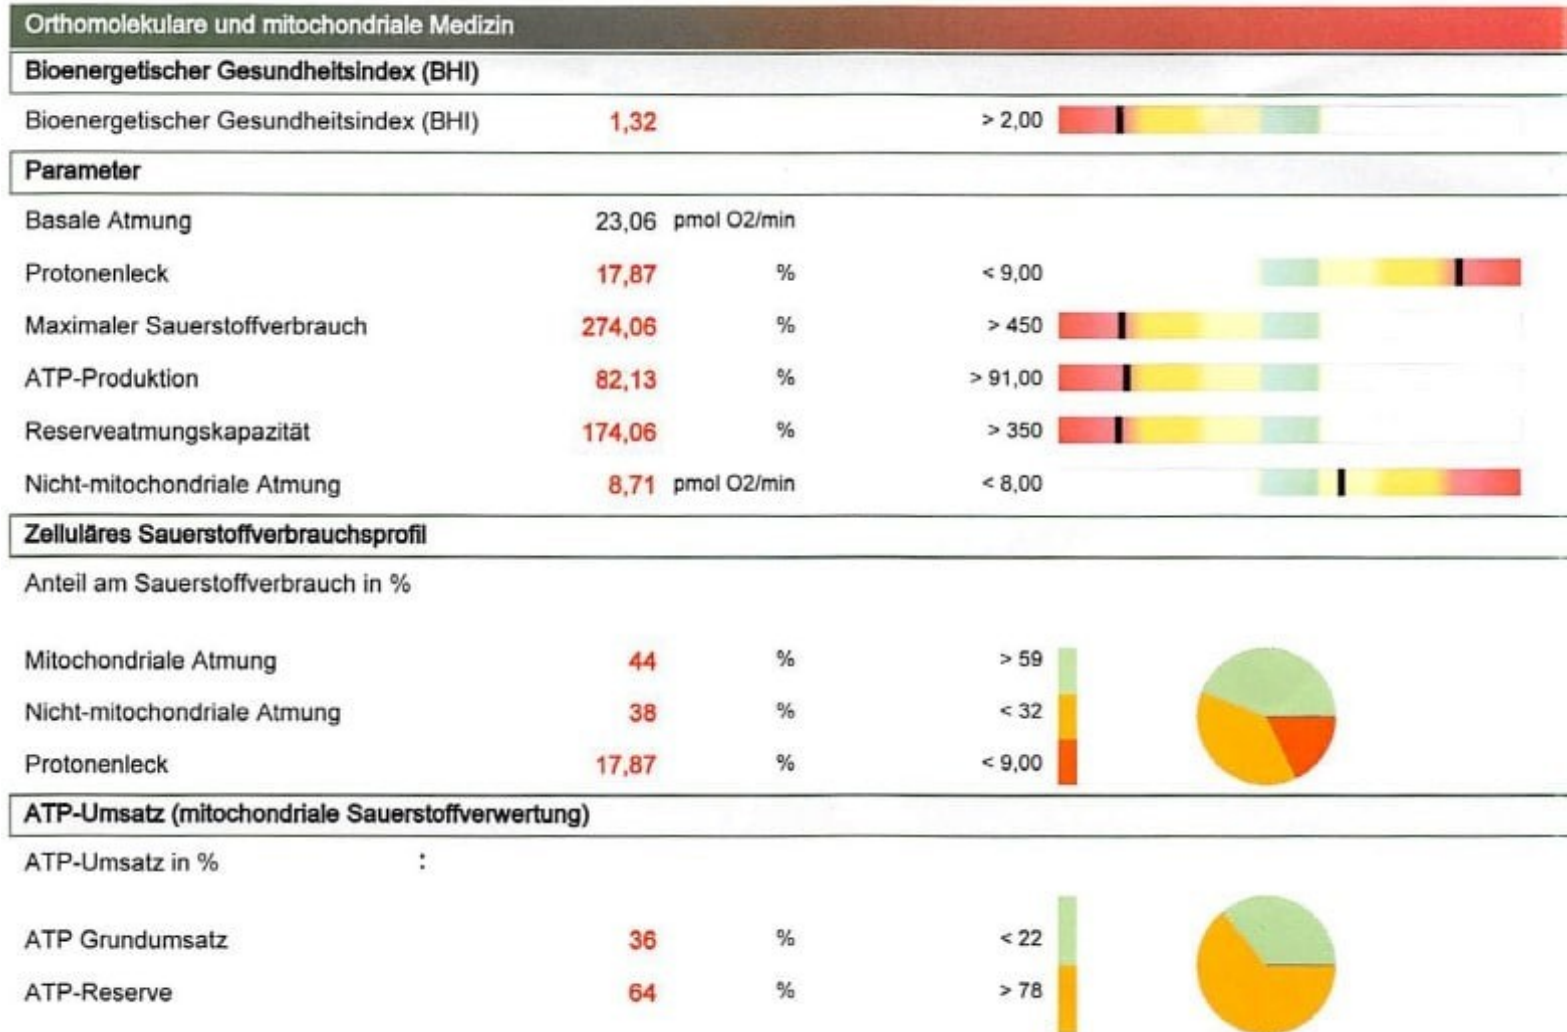 Orthomolekulare und mitochondriale Medizin
Bioenergetischer Gesundheitsindex (BHI)
Bioenergetischer Gesundheitsindex (BHI) 1,32 > 2,00
Parameter
Basale Atmung 23,06 pmol O2/min
Protonenleck 17,87 % < 9,00
Maximaler Sauerstoffverbrauch 274,06 % > 450
ATP-Produktion 82,13 % > 91,00
Reserveatmungskapazität 174,06 % > 350
Nicht-mitochondriale Atmung 8,71 pmol O2/min < 8,00
Zelluläres Sauerstoffverbrauchsprofil
Anteil am Sauerstoffverbrauch in %
Mitochondriale Atmung 44 % > 59
Nicht-mitochondriale Atmung 38 % < 32
Protonenleck 17,87 % < 9,00
ATP-Umsatz (mitochondriale Sauerstoffverwertung)
ATP-Umsatz in % :
ATP Grundumsatz 36 % < 22
ATP-Reserve 64 % > 78